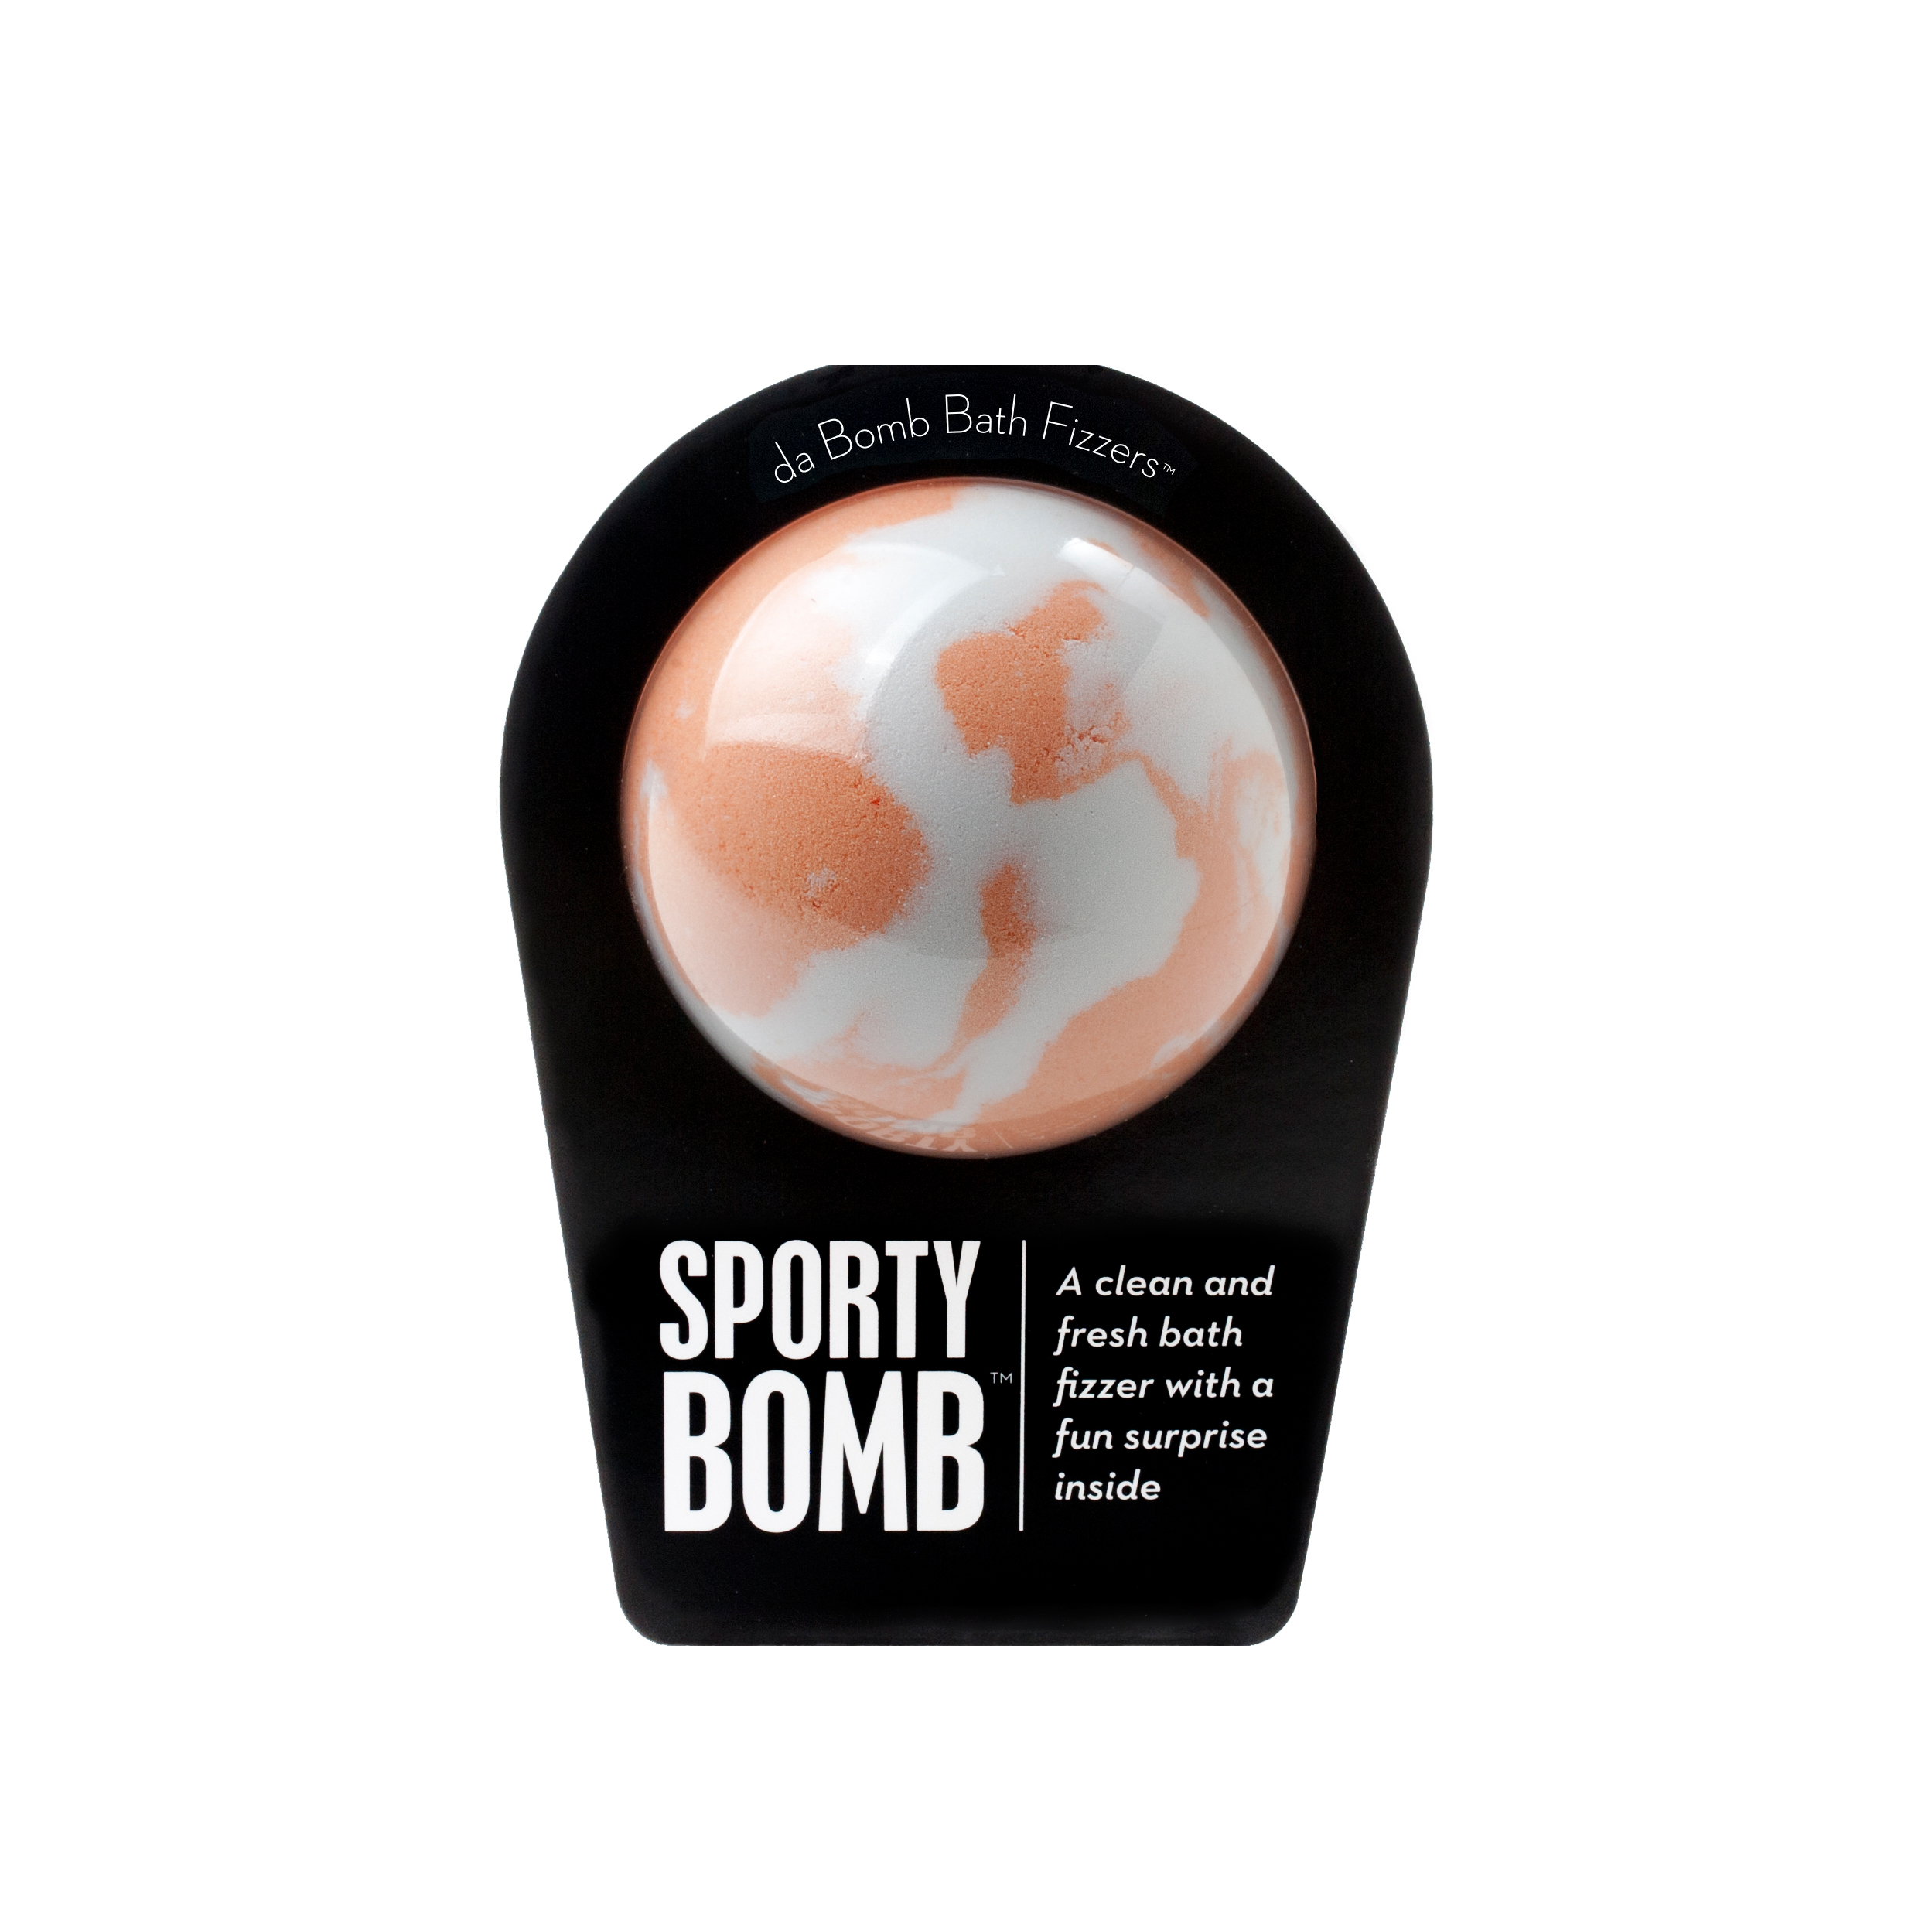 da Bomb Bath Fizzers™
SPORTY
BOMB™
A clean and
fresh bath
fizzer with a
fun surprise
inside